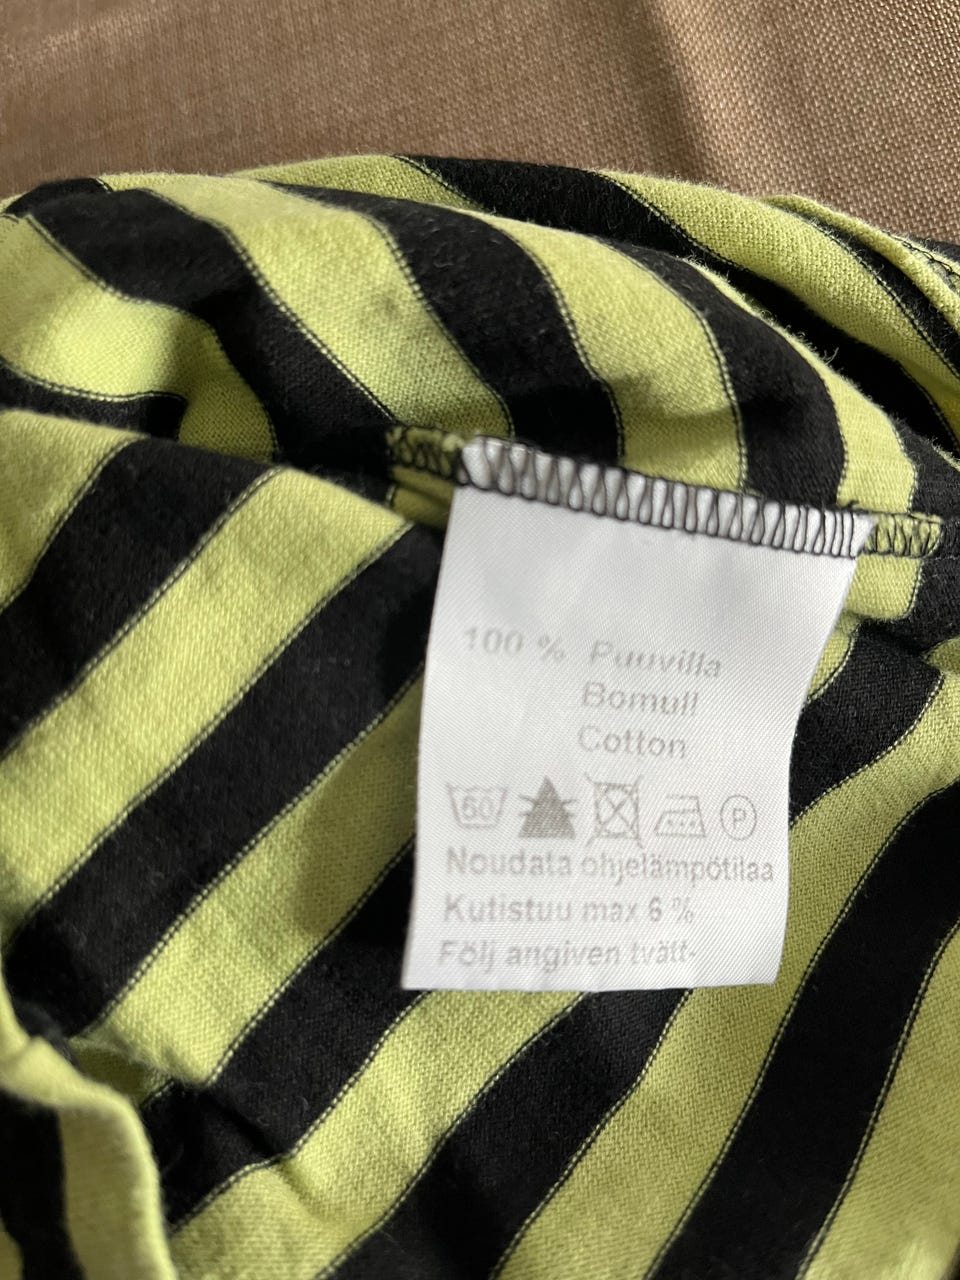 100 % Puuvilla
Bomull
Cotton
60 P
Noudata ohjelämpötilaa
Kutistuu max 6 %
Följ angiven tvätt-